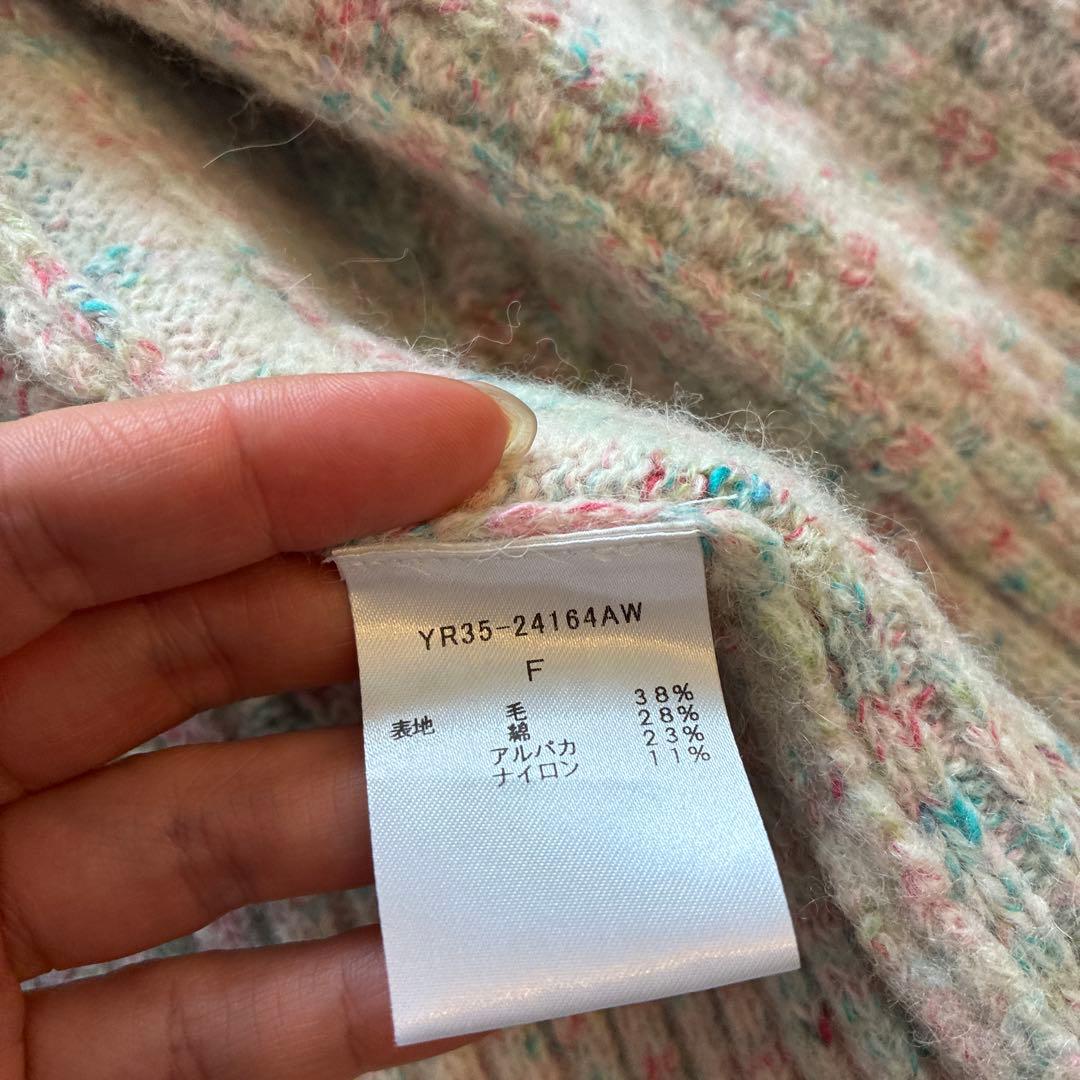 YR35-24164AW
F
表地 毛 38%
綿 28%
アルパカ 23%
ナイロン 11%